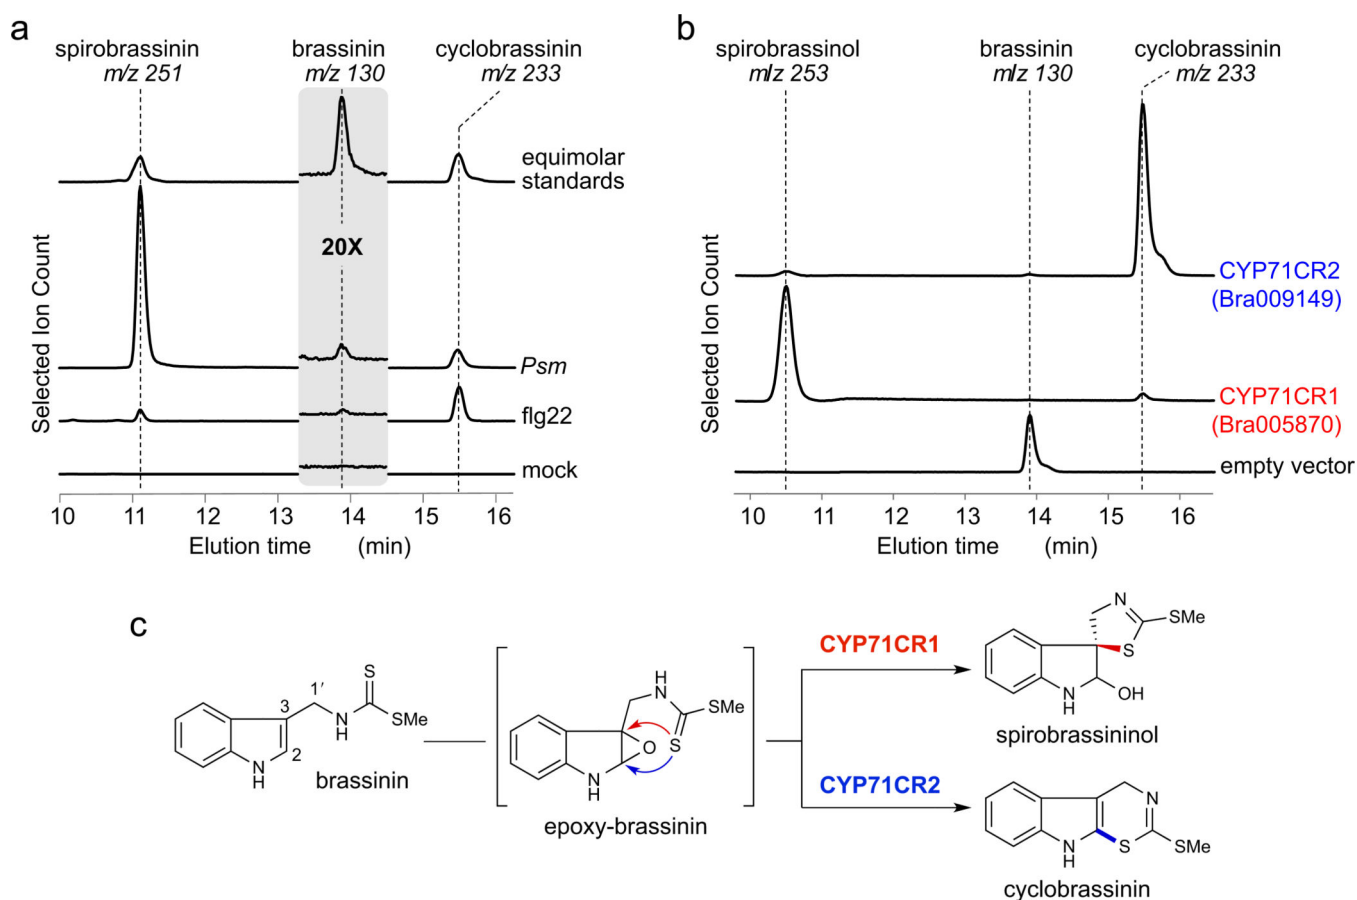 a
spirobrassinin
m/z 251
brassinin
m/z 130
cyclobrassinin
m/z 233
equimolar
standards
20X
Psm
flg22
mock
Selected Ion Count
10 11 12 13 14 15 16
Elution time (min)
b
spirobrassinol
m/z 253
brassinin
m/z 130
cyclobrassinin
m/z 233
CYP71CR2
(Bra009149)
CYP71CR1
(Bra005870)
empty vector
Selected Ion Count
10 11 12 13 14 15 16
Elution time (min)
c
S
1′
3
N
H
SMe
2
N
H
brassinin
H
N
SMe
S
O
N
H
epoxy-brassinin
CYP71CR1
CYP71CR2
N
SMe
S
N
H
OH
spirobrassininol
N
S
SMe
N
H
cyclobrassinin